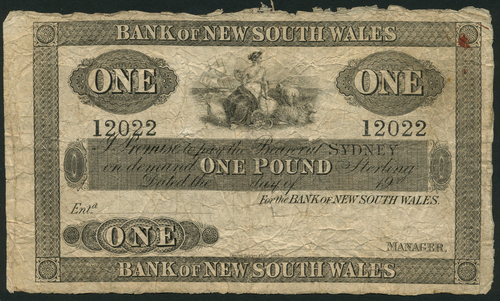 BANK OF NEW SOUTH WALES
ONE ONE
12022 12022
I Promise to pay the Bearer at SYDNEY
on demand ONE POUND Sterling
Dated the day of 18
For the BANK OF NEW SOUTH WALES.
Entd.
ONE
MANAGER.
BANK OF NEW SOUTH WALES